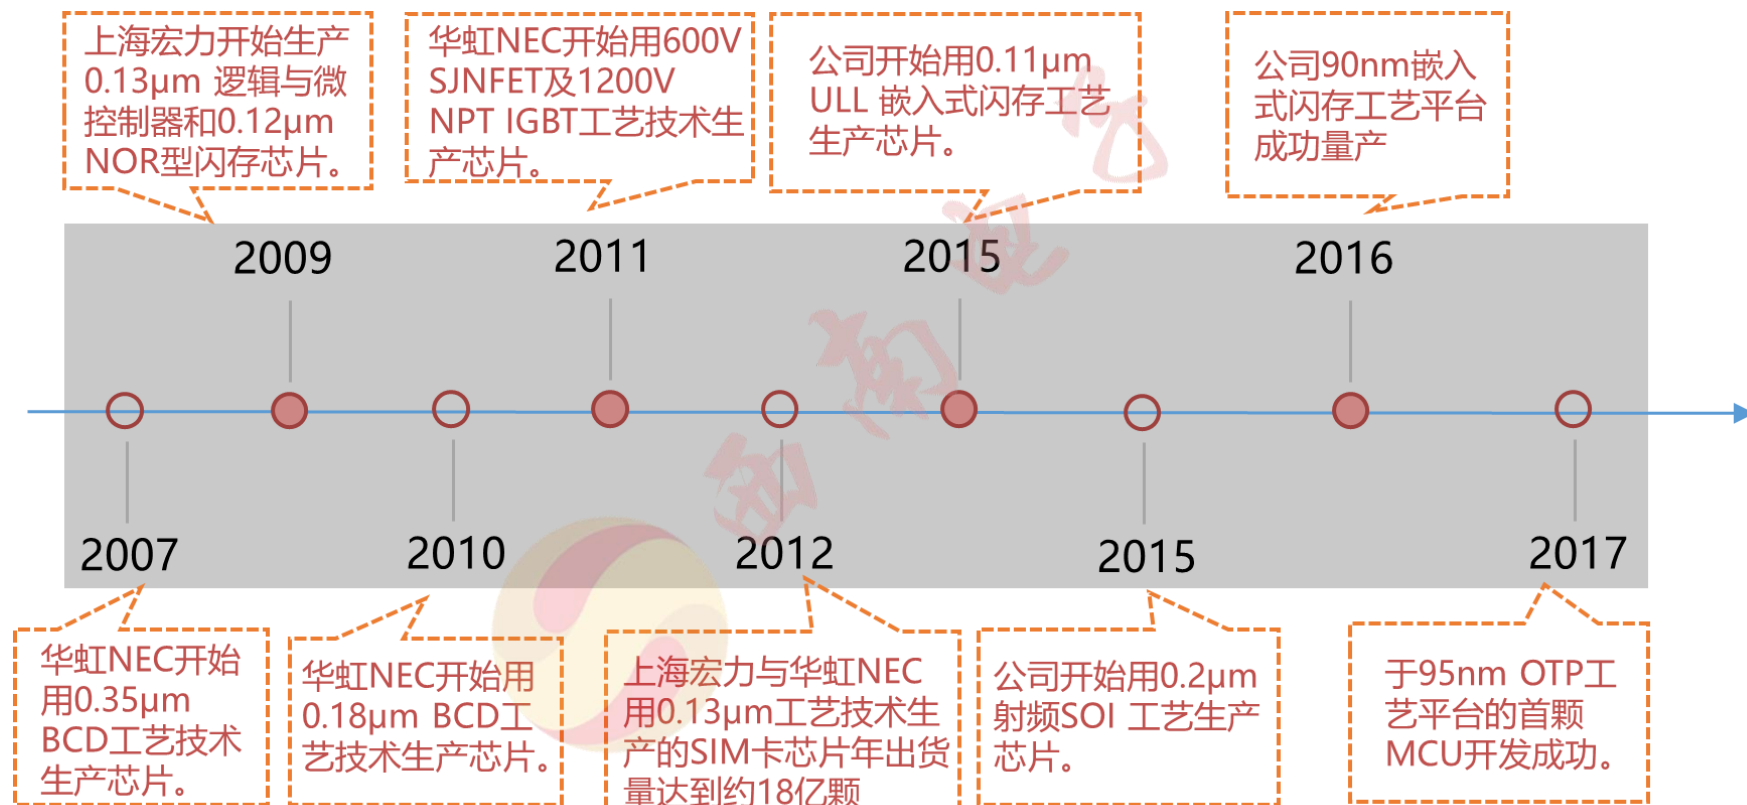 上海宏力开始生产
0.13μm 逻辑与微
控制器和0.12μm
NOR型闪存芯片。
华虹NEC开始用600V
SJNFET及1200V
NPT IGBT工艺技术生
产芯片。
公司开始用0.11μm
ULL 嵌入式闪存工艺
生产芯片。
公司90nm嵌入
式闪存工艺平台
成功量产
2009
2011
2015
2016
2007
2010
2012
2015
2017
华虹NEC开始
用0.35μm
BCD工艺技术
生产芯片。
华虹NEC开始用
0.18μm BCD工
艺技术生产芯片。
上海宏力与华虹NEC
用0.13μm工艺技术生
产的SIM卡芯片年出货
量达到约18亿颗
公司开始用0.2μm
射频SOI 工艺生产
芯片。
于95nm OTP工
艺平台的首颗
MCU开发成功。